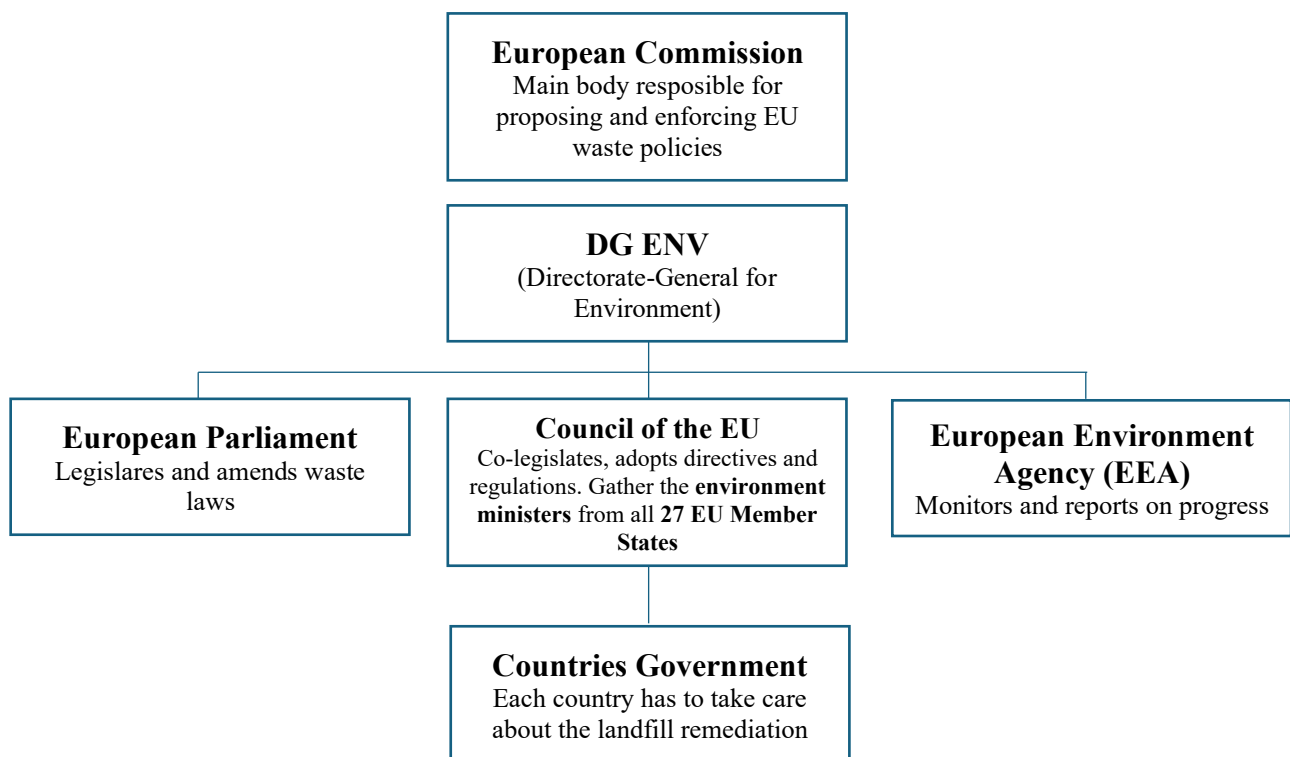 European Commission
Main body resposible for
proposing and enforcing EU
waste policies
DG ENV
(Directorate-General for
Environment)
European Parliament
Legislares and amends waste
laws
Council of the EU
Co-legislates, adopts directives and
regulations. Gather the environment
ministers from all 27 EU Member
States
European Environment
Agency (EEA)
Monitors and reports on progress
Countries Government
Each country has to take care
about the landfill remediation